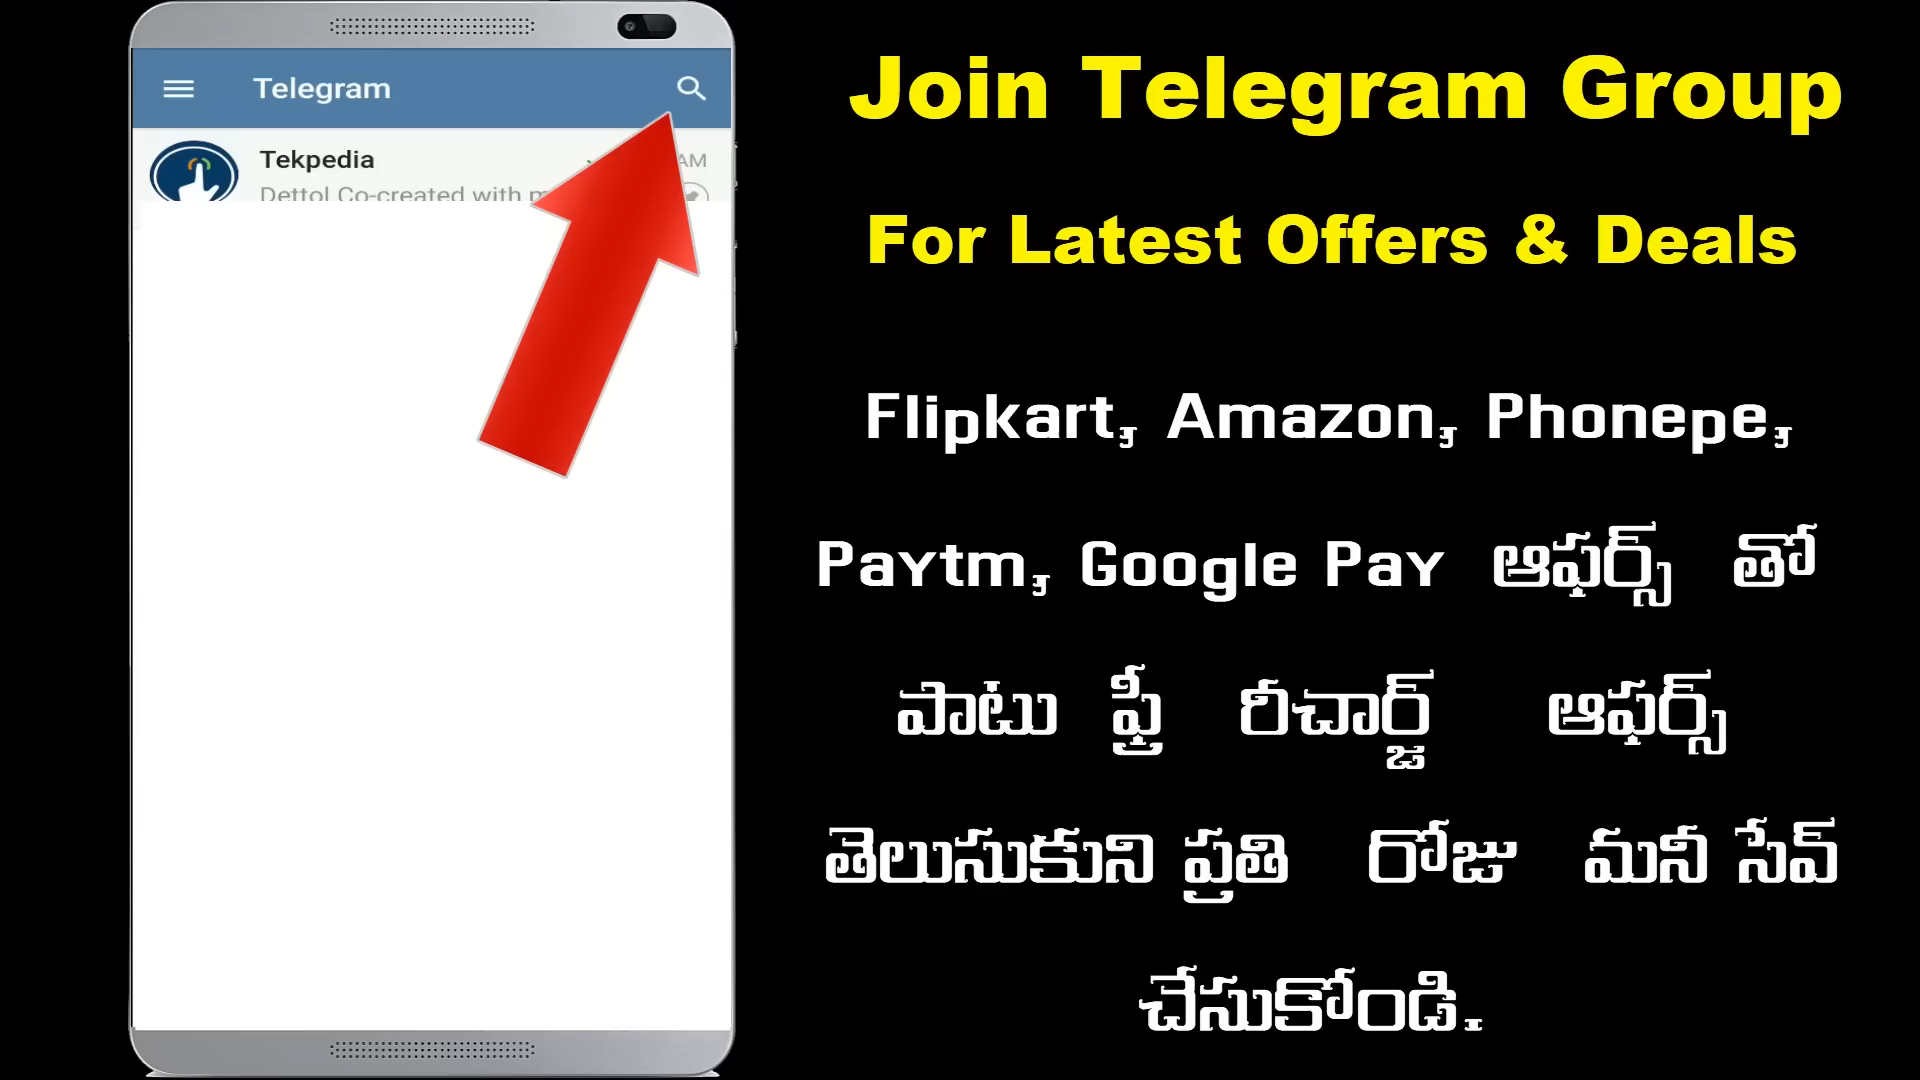 Telegram
Tekpedia
AM
Dettol Co-created with
Join Telegram Group
For Latest Offers & Deals
Flipkart, Amazon, Phonepe,
Paytm, Google Pay ఆఫర్స్ తో
పాటు ఫ్రీ రీచార్జ్ ఆఫర్స్
తెలుసుకుని ప్రతి రోజు మనీ సేవ్
చేసుకోండి.